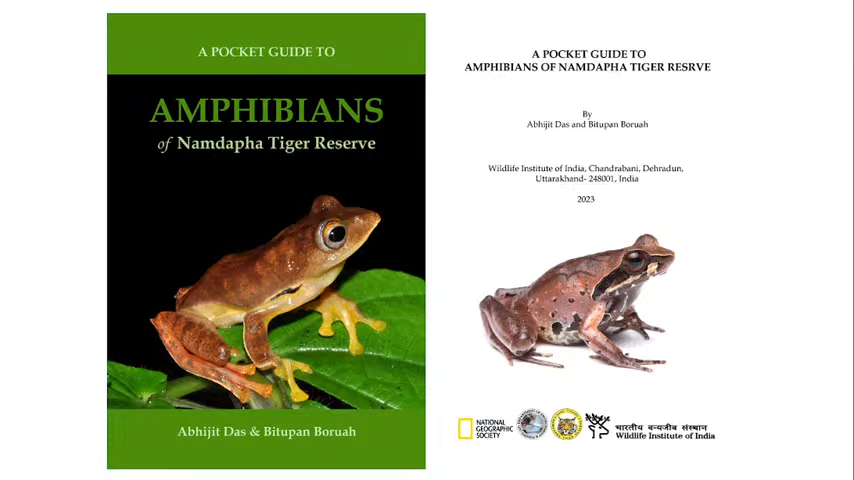 A POCKET GUIDE TO
AMPHIBIANS
of Namdapha Tiger Reserve
Abhijit Das & Bitupan Boruah
A POCKET GUIDE TO
AMPHIBIANS OF NAMDAPHA TIGER RESRVE
By
Abhijit Das and Bitupan Boruah
Wildlife Institute of India, Chandrabani, Dehradun,
Uttarakhand- 248001, India
2023
NATIONAL
GEOGRAPHIC
SOCIETY
भारतीय वन्यजीव संस्थान
Wildlife Institute of India